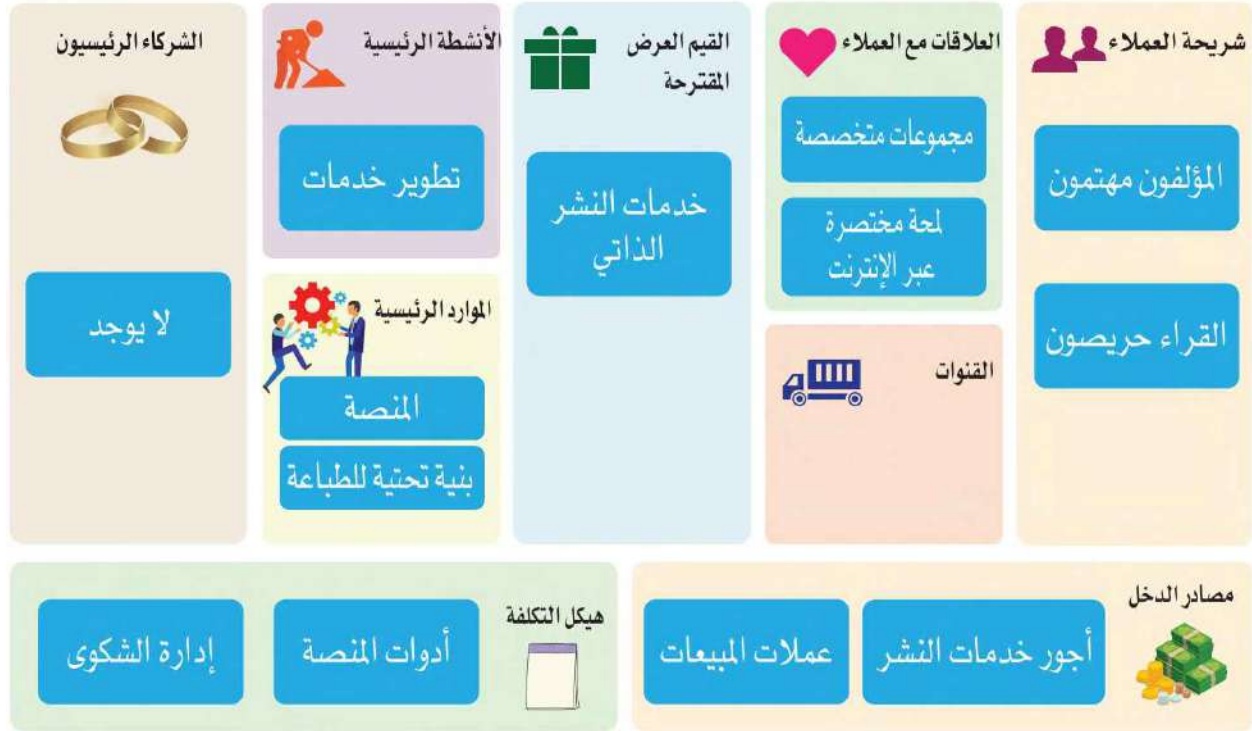 شريحة العملاء
المؤلفون مهتمون
القراء حريصون
العلاقات مع العملاء
مجموعات متخصصة
لمحة مختصرة
عبر الإنترنت
القنوات
القيم العرض
المقترحة
خدمات النشر
الذاتي
الأنشطة الرئيسية
تطوير خدمات
الموارد الرئيسية
المنصة
بنية تحتية للطباعة
الشركاء الرئيسيون
لا يوجد
مصادر الدخل
أجور خدمات النشر
عملات المبيعات
هيكل التكلفة
أدوات المنصة
إدارة الشكوى